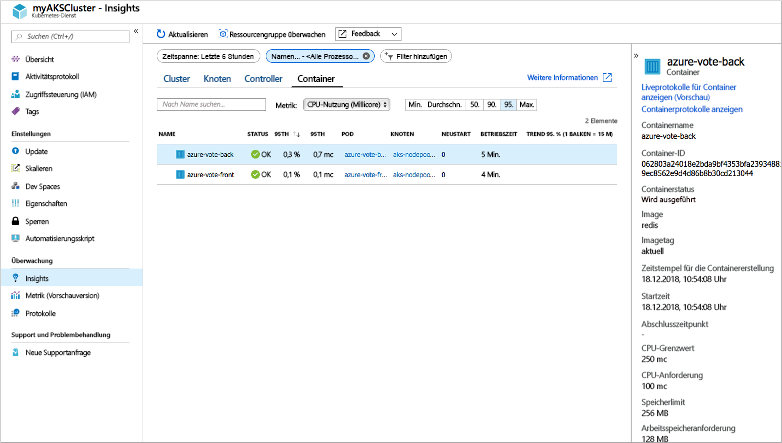 myAKSCluster - Insights
Kubernetes-Dienst
Suchen (Ctrl+/)
Übersicht
Aktivitätsprotokoll
Zugriffssteuerung (IAM)
Tags
Einstellungen
Update
Skalieren
Dev Spaces
Eigenschaften
Sperren
Automatisierungsskript
Überwachung
Insights
Metrik (Vorschauversion)
Protokolle
Support und Problembehandlung
Neue Supportanfrage
Aktualisieren Ressourcengruppe überwachen Feedback
Zeitspanne: Letzte 6 Stunden Namen... - <Alle Prozesso... Filter hinzufügen
Cluster Knoten Controller Container Weitere Informationen
Nach Name suchen... Metrik: CPU-Nutzung (Millicore) Min. Durchschn. 50. 90. 95. Max.
2 Elemente
NAME STATUS 95TH ↑↓ 95TH POD KNOTEN NEUSTART BETRIEBSZEIT TREND 95. % (1 BALKEN = 15 M)
azure-vote-back OK 0,3 % 0,7 mc azure-vote-b... aks-nodepoo... 0 5 Min.
azure-vote-front OK 0,1 % 0,1 mc azure-vote-fr... aks-nodepoo... 0 4 Min.
azure-vote-back
Container
Liveprotokolle für Container
anzeigen (Vorschau)
Containerprotokolle anzeigen
Containername
azure-vote-back
Container-ID
062803a24018e2bda9bf4353bfa2393488
9ec8562e9d4d86b8b30cd213044
Containerstatus
Wird ausgeführt
Image
redis
Imagetag
aktuell
Zeitstempel für die Containererstellung
18.12.2018, 10:54:08 Uhr
Startzeit
18.12.2018, 10:54:08 Uhr
Abschlusszeitpunkt
-
CPU-Grenzwert
250 mc
CPU-Anforderung
100 mc
Speicherlimit
256 MB
Arbeitsspeicheranforderung
128 MB